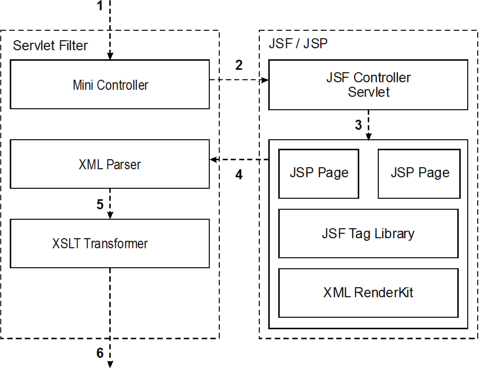 1
Servlet Filter
JSF / JSP
Mini Controller
2
JSF Controller
Servlet
3
XML Parser
4
JSP Page
JSP Page
5
XSLT Transformer
JSF Tag Library
XML RenderKit
6